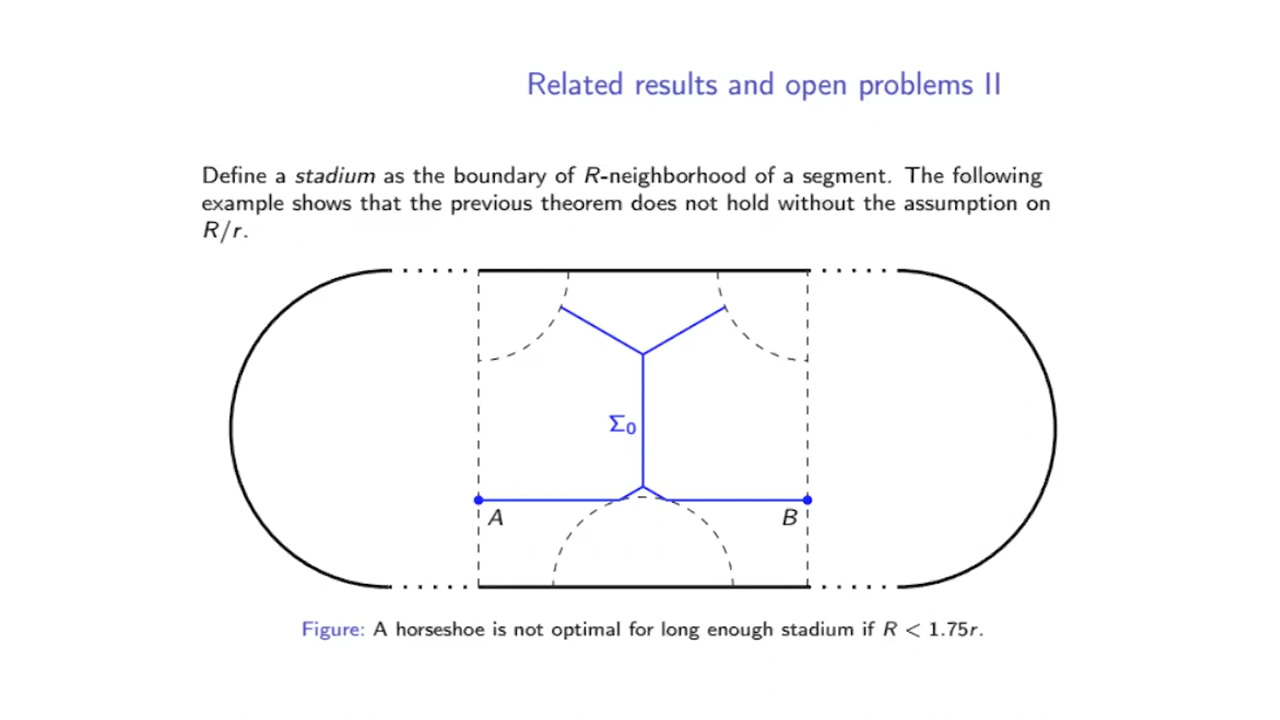 Related results and open problems II
Define a stadium as the boundary of R-neighborhood of a segment. The following
example shows that the previous theorem does not hold without the assumption on
R/r.
Σ0
A
B
Figure: A horseshoe is not optimal for long enough stadium if R < 1.75r.